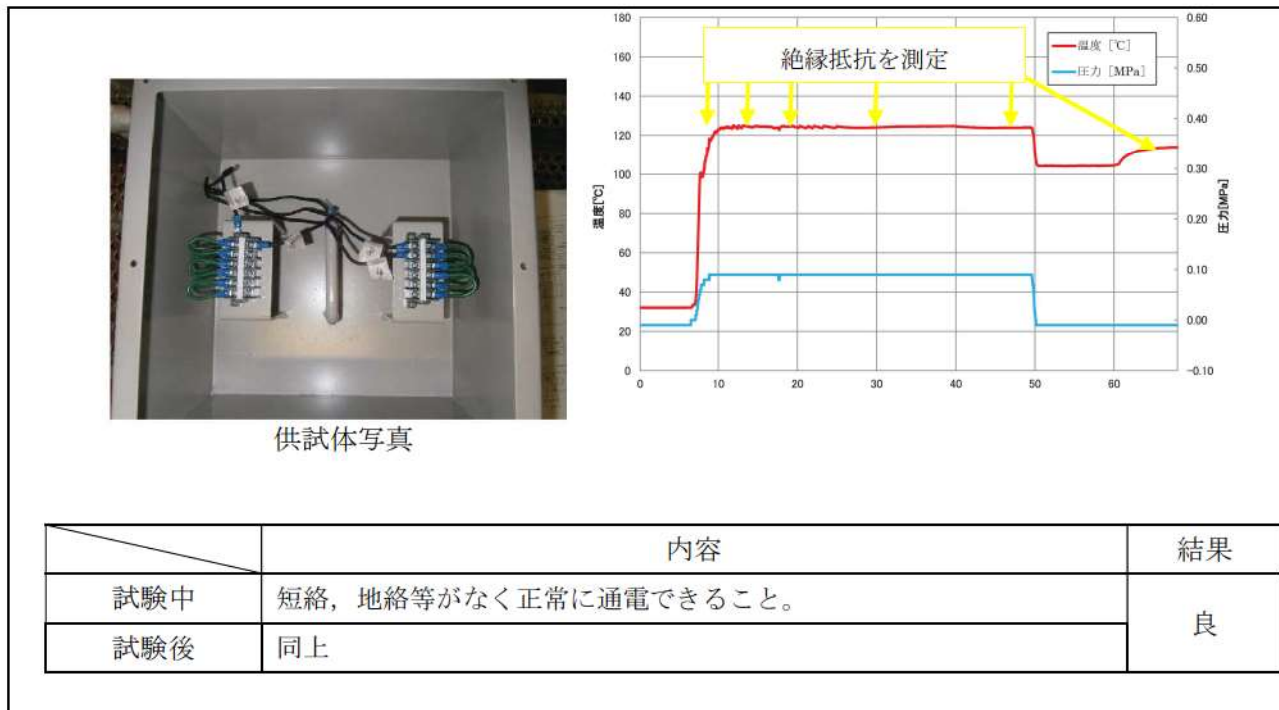 絶縁抵抗を測定
温度 [℃]
圧力 [MPa]
180
160
140
120
100
80
60
40
20
0
温度[℃]
0.60
0.50
0.40
0.30
0.20
0.10
0.00
-0.10
圧力[MPa]
0 10 20 30 40 50 60
供試体写真
内容 結果
試験中 短絡，地絡等がなく正常に通電できること。 良
試験後 同上